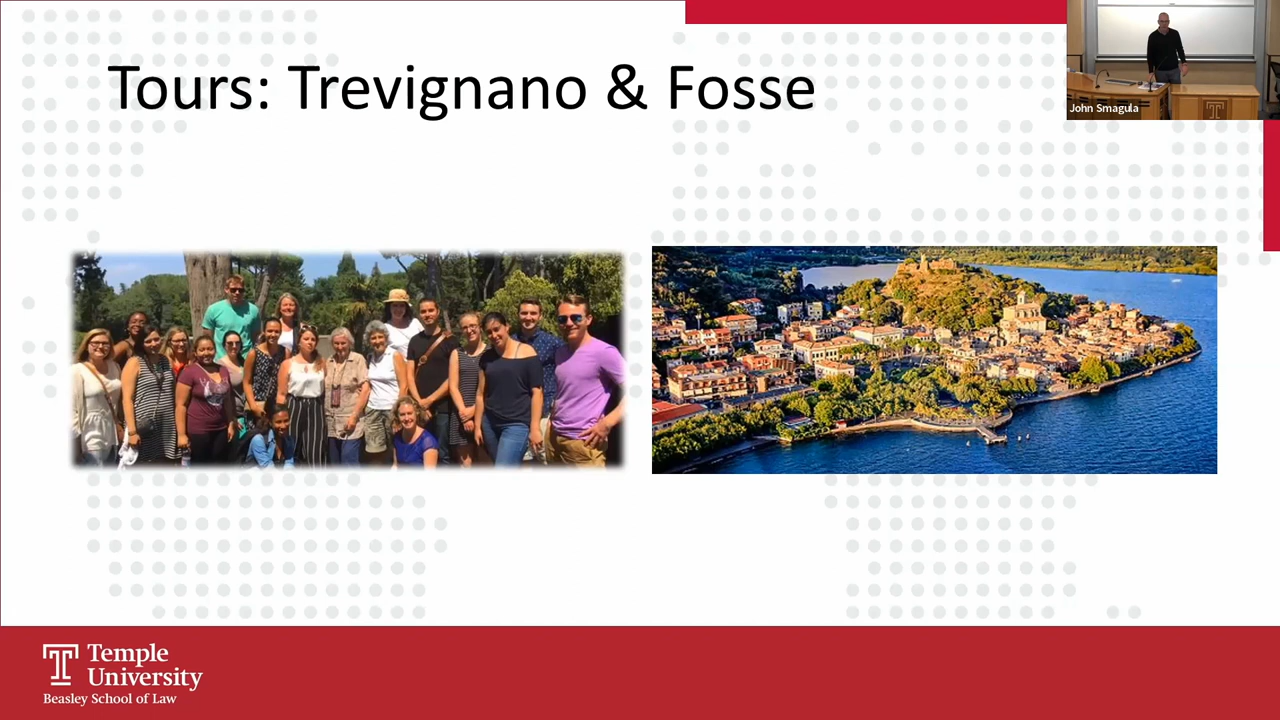 Tours: Trevignano & Fosse
John Smagula
Temple
University
Beasley School of Law